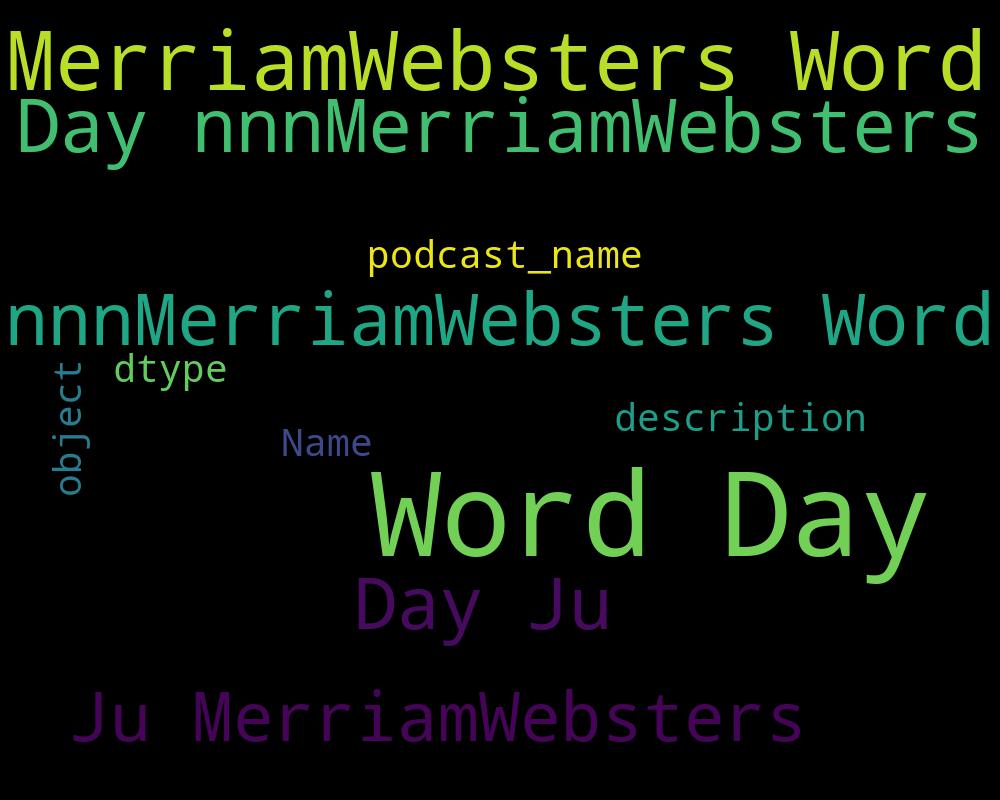 MerriamWebsters Word
Day nnnMerriamWebsters
podcast_name
nnnMerriamWebsters Word
dtype
object
description
Name
Word Day
Day Ju
Ju MerriamWebsters